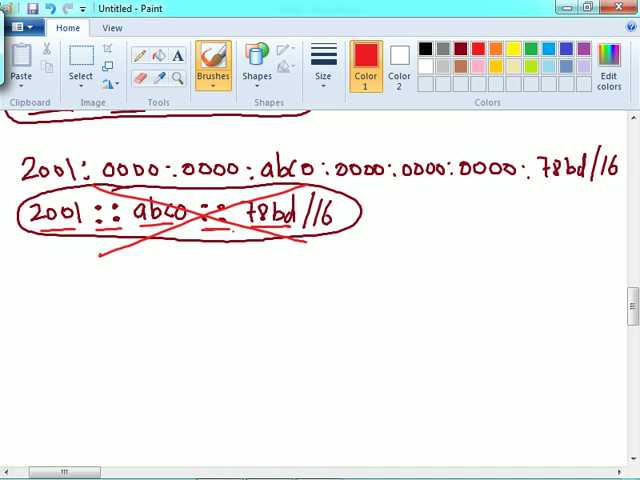 Untitled - Paint
Home View
Paste Select Brushes Shapes Size Color 1 Color 2 Edit colors
Clipboard Image Tools Shapes Colors
2001:0000:0000:abc0:0000:0000:0000:78bd/16
2001::abc0::78bd/16